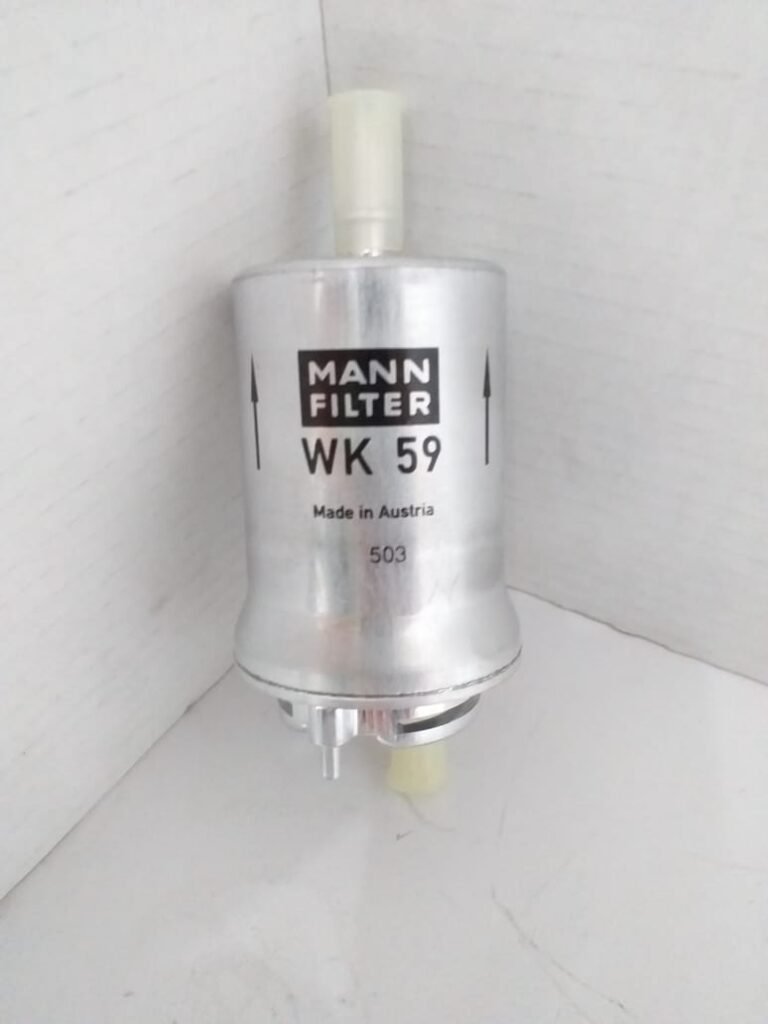 MANN
FILTER
WK 59
Made in Austria
503